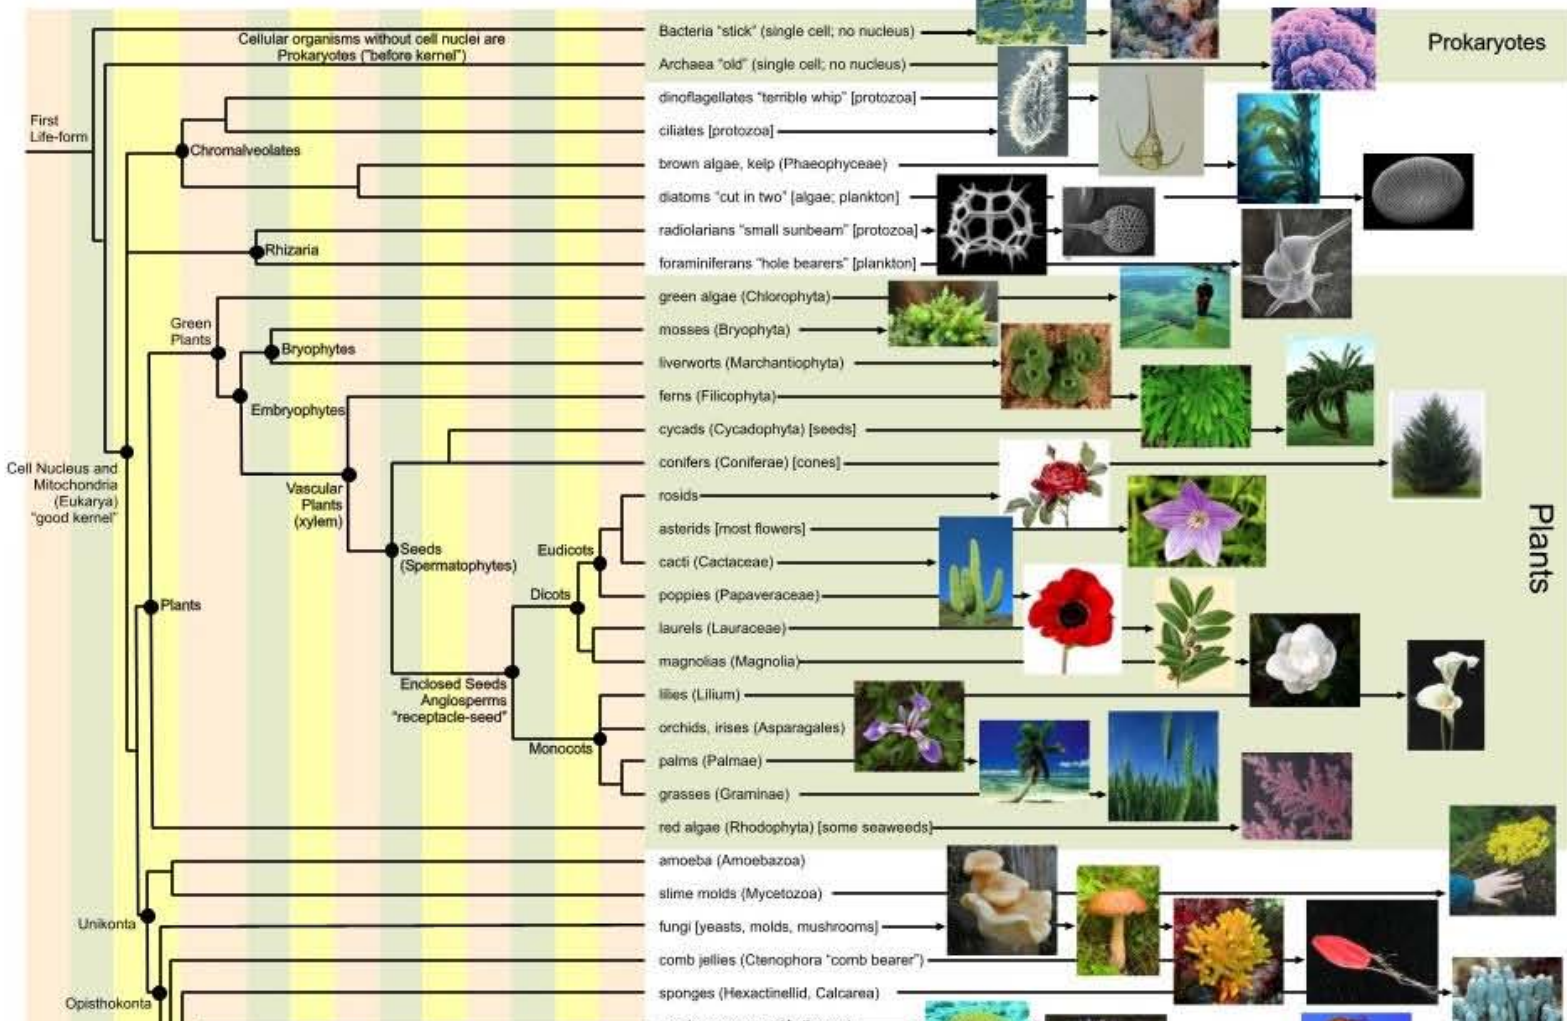 Cellular organisms without cell nuclei are
Prokaryotes ("before kernel")
Bacteria “stick” (single cell; no nucleus)
Prokaryotes
Archaea “old” (single cell; no nucleus)
dinoflagellates “terrible whip” [protozoa]
First
Life-form
ciliates [protozoa]
Chromalveolates
brown algae, kelp (Phaeophyceae)
diatoms “cut in two” [algae; plankton]
radiolarians “small sunbeam” [protozoa]
Rhizaria
foraminiferans “hole bearers” [plankton]
green algae (Chlorophyta)
Green
Plants
mosses (Bryophyta)
Bryophytes
liverworts (Marchantiophyta)
ferns (Filicophyta)
Embryophytes
cycads (Cycadophyta) [seeds]
conifers (Coniferae) [cones]
Cell Nucleus and
Mitochondria
(Eukarya)
“good kernel”
Vascular
Plants
(xylem)
rosids
asterids [most flowers]
Plants
Seeds
(Spermatophytes)
Eudicots
cacti (Cactaceae)
Dicots
poppies (Papaveraceae)
Plants
laurels (Lauraceae)
magnolias (Magnolia)
Enclosed Seeds
Angiosperms
“receptacle-seed”
lilies (Lilium)
orchids, irises (Asparagales)
Monocots
palms (Palmae)
grasses (Graminae)
red algae (Rhodophyta) [some seaweeds]
amoeba (Amoebazoa)
slime molds (Mycetozoa)
Unikonta
fungi [yeasts, molds, mushrooms]
comb jellies (Ctenophora “comb bearer”)
sponges (Hexactinellid, Calcarea)
Opisthokonta